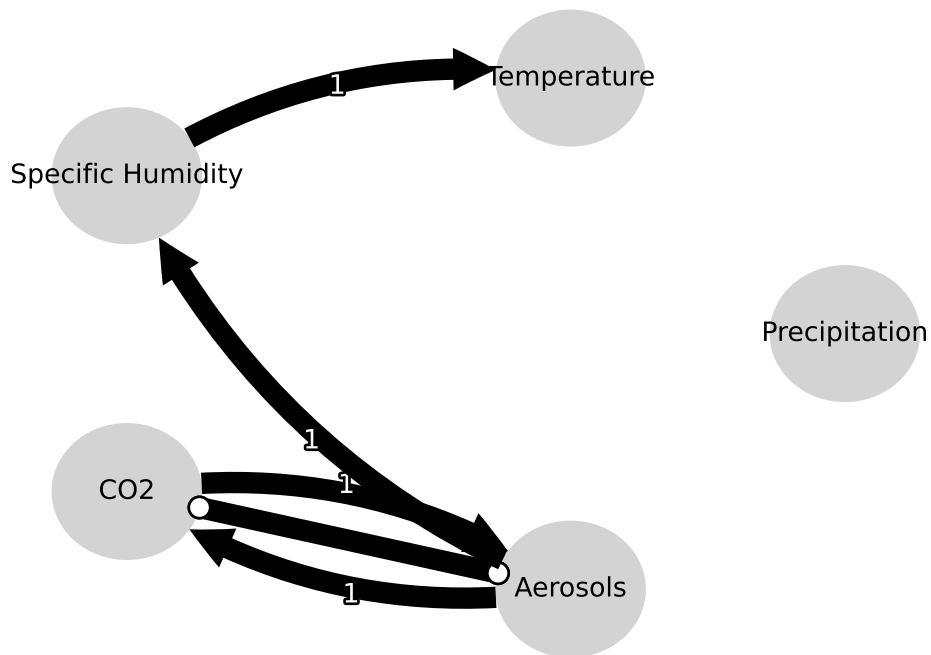 Temperature
1
Specific Humidity
Precipitation
1
1
CO2
Aerosols
1